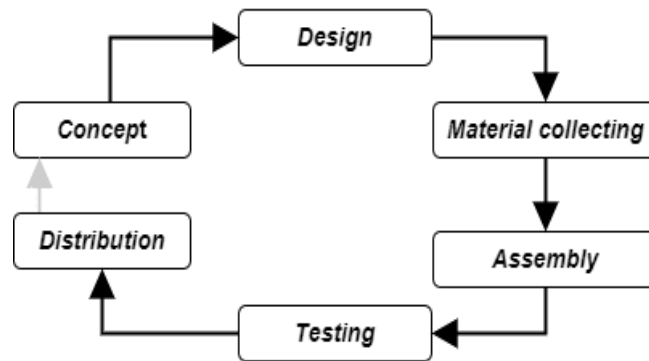 Design
Concept
Material collecting
Distribution
Assembly
Testing